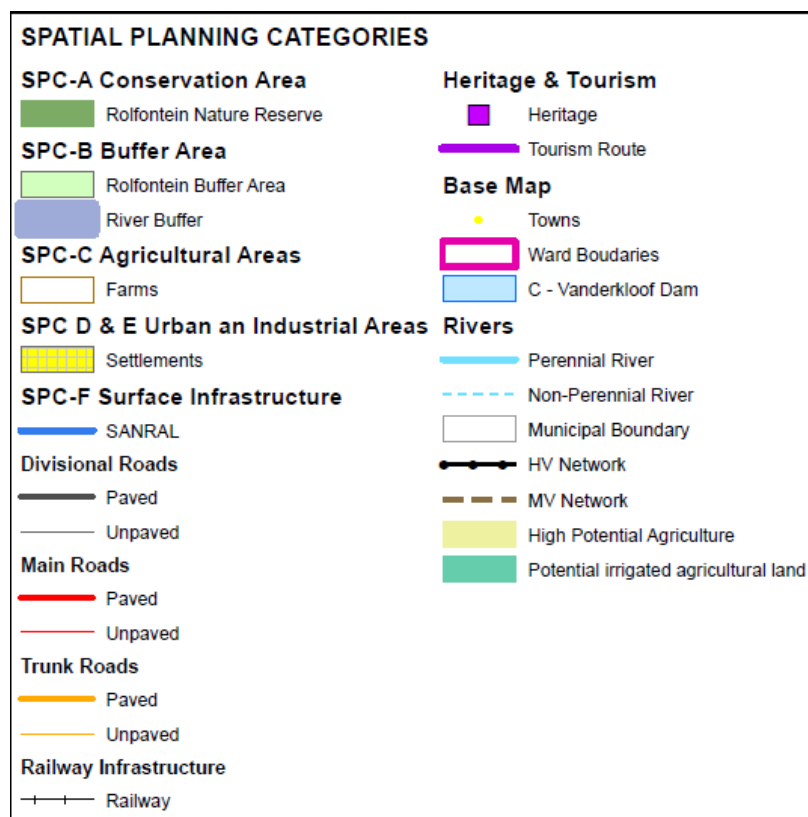 SPATIAL PLANNING CATEGORIES
SPC-A Conservation Area
Rolfontein Nature Reserve
SPC-B Buffer Area
Rolfontein Buffer Area
River Buffer
SPC-C Agricultural Areas
Farms
SPC D & E Urban an Industrial Areas
Settlements
SPC-F Surface Infrastructure
SANRAL
Divisional Roads
Paved
Unpaved
Main Roads
Paved
Unpaved
Trunk Roads
Paved
Unpaved
Railway Infrastructure
Railway
Heritage & Tourism
Heritage
Tourism Route
Base Map
Towns
Ward Boudaries
C - Vanderkloof Dam
Rivers
Perennial River
Non-Perennial River
Municipal Boundary
HV Network
MV Network
High Potential Agriculture
Potential irrigated agricultural land